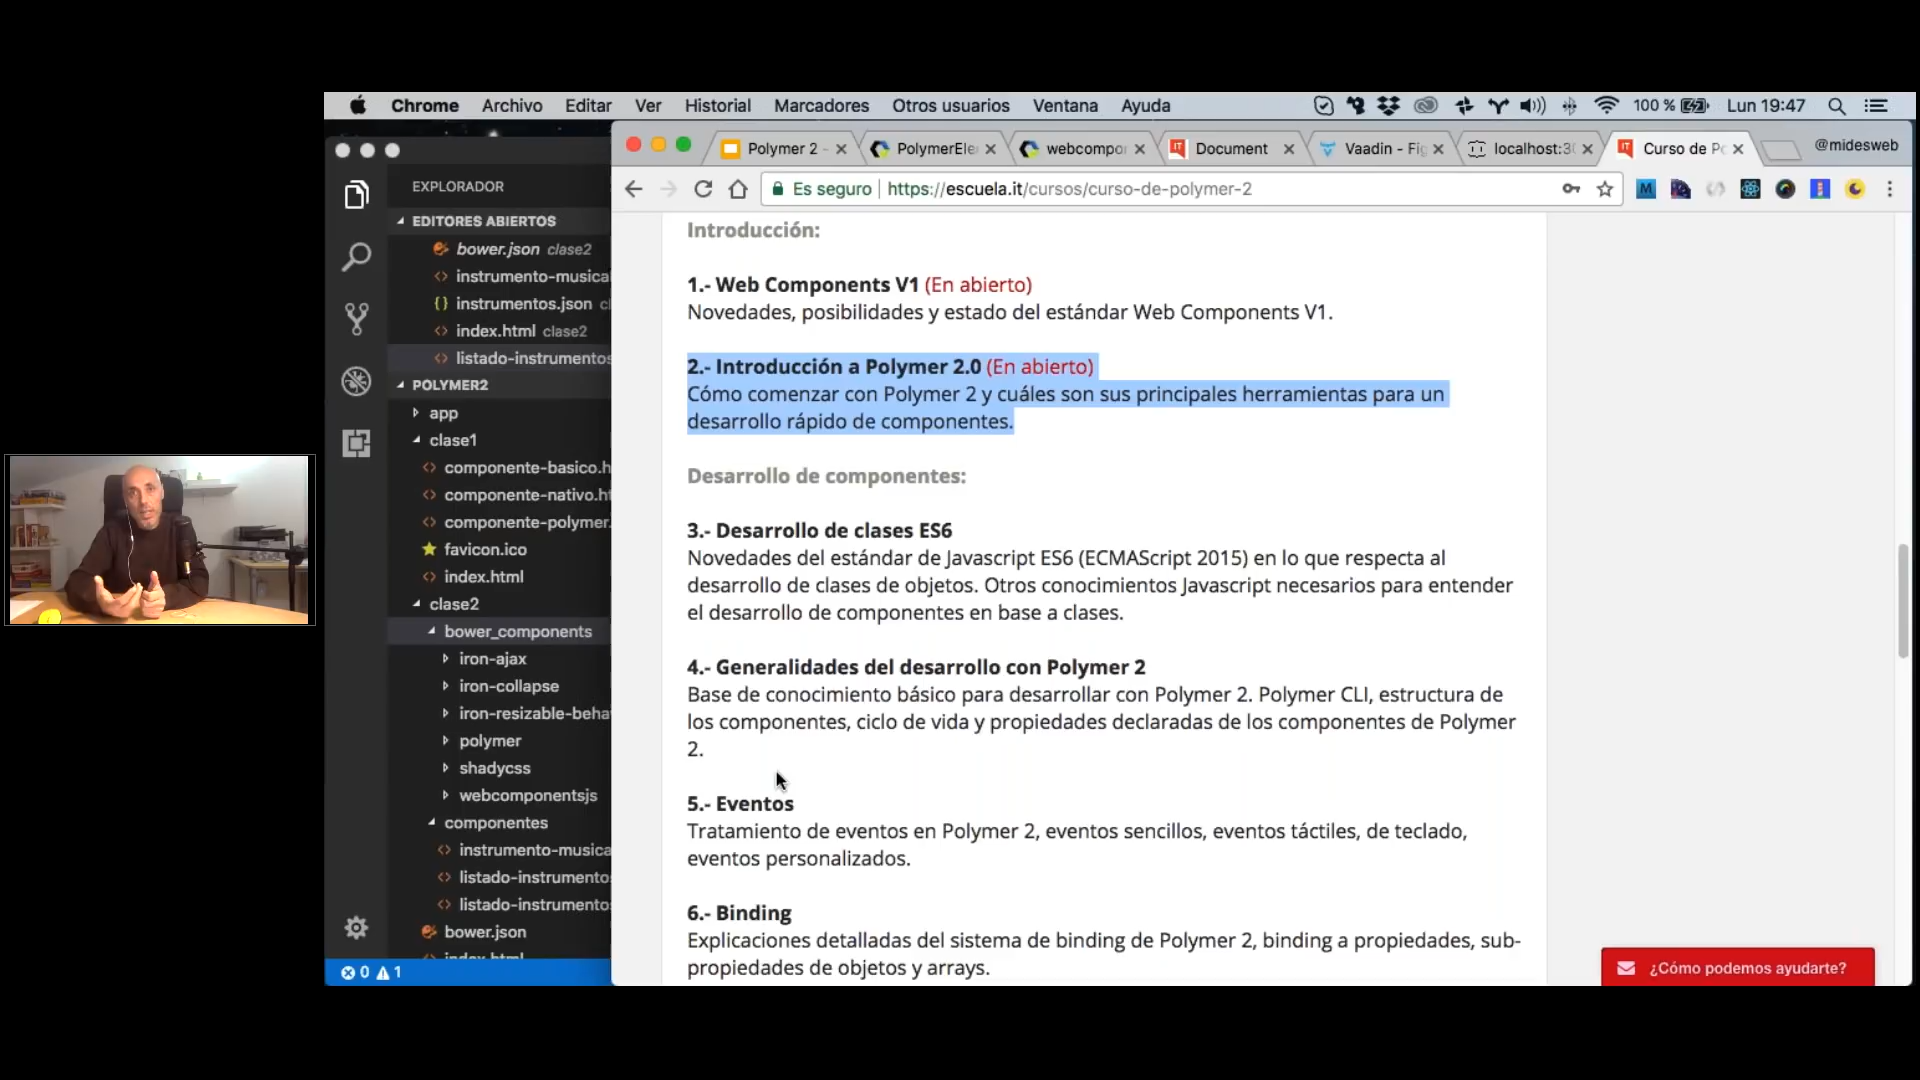 Chrome Archivo Editar Ver Historial Marcadores Otros usuarios Ventana Ayuda 100 % Lun 19:47
Polymer 2 - PolymerEle webcompo Document Vaadin - Fig localhost:30 Curso de Po @midesweb
Es seguro https://escuela.it/cursos/curso-de-polymer-2
EXPLORADOR
EDITORES ABIERTOS
bower.json clase2
instrumento-musical
instrumentos.json cl
index.html clase2
listado-instrumentos
POLYMER2
app
clase1
componente-basico.h
componente-nativo.ht
componente-polymer.
favicon.ico
index.html
clase2
bower_components
iron-ajax
iron-collapse
iron-resizable-beha
polymer
shadycss
webcomponentsjs
componentes
instrumento-musica
listado-instrumento
listado-instrumento
bower.json
index.html
0 1
Introducción:
1.- Web Components V1 (En abierto)
Novedades, posibilidades y estado del estándar Web Components V1.
2.- Introducción a Polymer 2.0 (En abierto)
Cómo comenzar con Polymer 2 y cuáles son sus principales herramientas para un
desarrollo rápido de componentes.
Desarrollo de componentes:
3.- Desarrollo de clases ES6
Novedades del estándar de Javascript ES6 (ECMAScript 2015) en lo que respecta al
desarrollo de clases de objetos. Otros conocimientos Javascript necesarios para entender
el desarrollo de componentes en base a clases.
4.- Generalidades del desarrollo con Polymer 2
Base de conocimiento básico para desarrollar con Polymer 2. Polymer CLI, estructura de
los componentes, ciclo de vida y propiedades declaradas de los componentes de Polymer
2.
5.- Eventos
Tratamiento de eventos en Polymer 2, eventos sencillos, eventos táctiles, de teclado,
eventos personalizados.
6.- Binding
Explicaciones detalladas del sistema de binding de Polymer 2, binding a propiedades, sub-
propiedades de objetos y arrays.
¿Cómo podemos ayudarte?